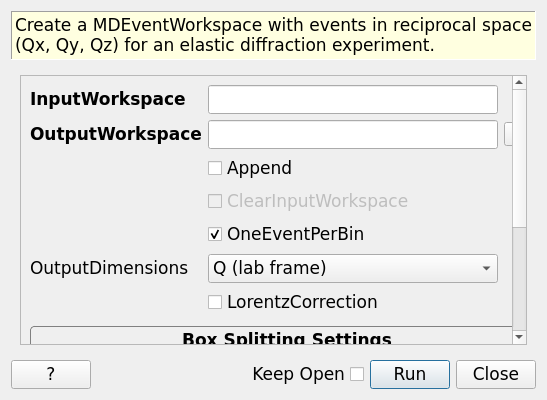 Create a MDEventWorkspace with events in reciprocal space
(Qx, Qy, Qz) for an elastic diffraction experiment.
InputWorkspace
OutputWorkspace
Append
ClearInputWorkspace
OneEventPerBin
OutputDimensions Q (lab frame)
LorentzCorrection
Box Splitting Settings
? Keep Open Run Close